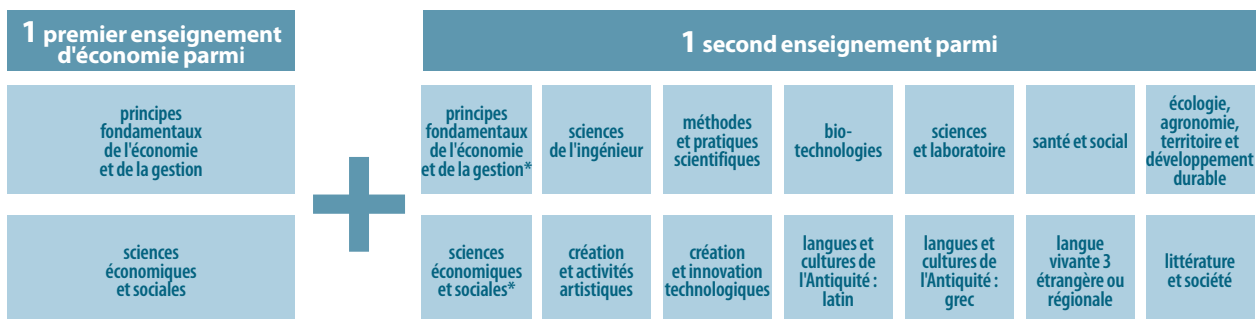 1 premier enseignement
d'économie parmi
1 second enseignement parmi
principes
fondamentaux
de l'économie
et de la gestion
principes
fondamentaux
de l'économie
et de la gestion*
sciences
de l'ingénieur
méthodes
et pratiques
scientifiques
bio-
technologies
sciences
et laboratoire
santé et social
écologie,
agronomie,
territoire et
développement
durable
sciences
économiques
et sociales
sciences
économiques
et sociales*
création
et activités
artistiques
création
et innovation
technologiques
langues et
cultures de
l'Antiquité :
latin
langues et
cultures de
l'Antiquité :
grec
langue
vivante 3
étrangère ou
régionale
littérature
et société